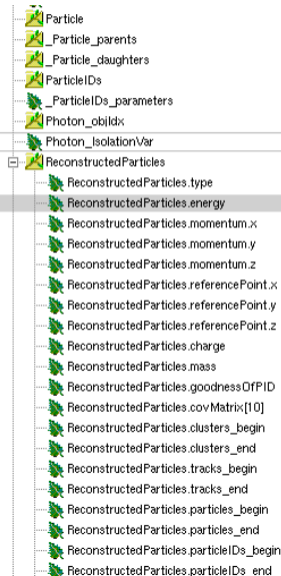 Particle
_Particle_parents
_Particle_daughters
ParticleIDs
_ParticleIDs_parameters
Photon_objIdx
Photon_IsolationVar
ReconstructedParticles
ReconstructedParticles.type
ReconstructedParticles.energy
ReconstructedParticles.momentum.x
ReconstructedParticles.momentum.y
ReconstructedParticles.momentum.z
ReconstructedParticles.referencePoint.x
ReconstructedParticles.referencePoint.y
ReconstructedParticles.referencePoint.z
ReconstructedParticles.charge
ReconstructedParticles.mass
ReconstructedParticles.goodnessOfPID
ReconstructedParticles.covMatrix[10]
ReconstructedParticles.clusters_begin
ReconstructedParticles.clusters_end
ReconstructedParticles.tracks_begin
ReconstructedParticles.tracks_end
ReconstructedParticles.particles_begin
ReconstructedParticles.particles_end
ReconstructedParticles.particleIDs_begin
ReconstructedParticles.particleIDs_end